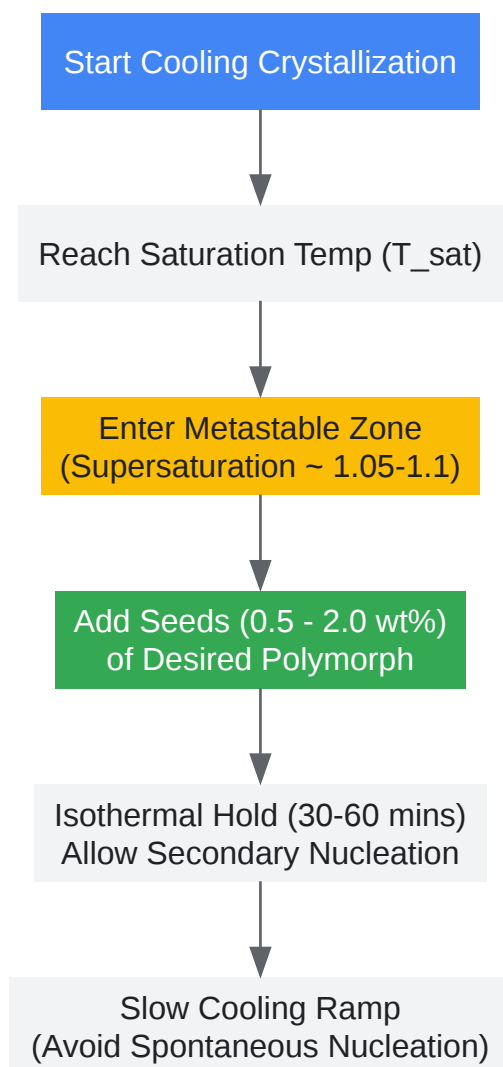 Start Cooling Crystallization
Reach Saturation Temp (T_sat)
Enter Metastable Zone
(Supersaturation ~ 1.05-1.1)
Add Seeds (0.5 - 2.0 wt%)
of Desired Polymorph
Isothermal Hold (30-60 mins)
Allow Secondary Nucleation
Slow Cooling Ramp
(Avoid Spontaneous Nucleation)